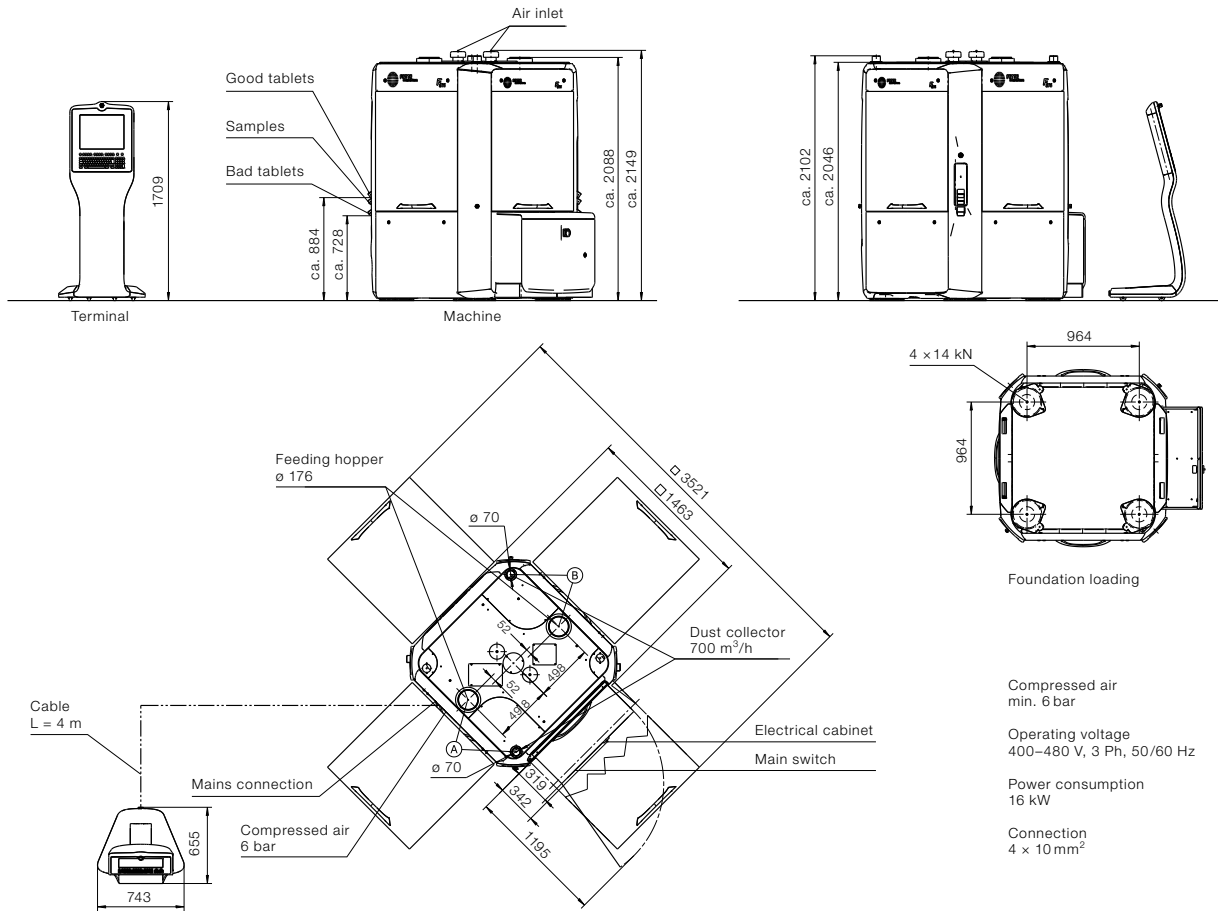 Air inlet
Good tablets
Samples
Bad tablets
1709
ca. 884
ca. 728
ca. 2088
ca. 2149
Terminal
Machine
ca. 2102
ca. 2046
964
4 × 14 kN
964
Foundation loading
Feeding hopper
ø 176
ø 70
□ 3521
□ 1463
B
52
498
52
498
A
ø 70
Dust collector
700 m³/h
Cable
L = 4 m
Electrical cabinet
Main switch
Mains connection
Compressed air
6 bar
319
342
1195
655
743
Compressed air
min. 6 bar
Operating voltage
400–480 V, 3 Ph, 50/60 Hz
Power consumption
16 kW
Connection
4 × 10 mm²